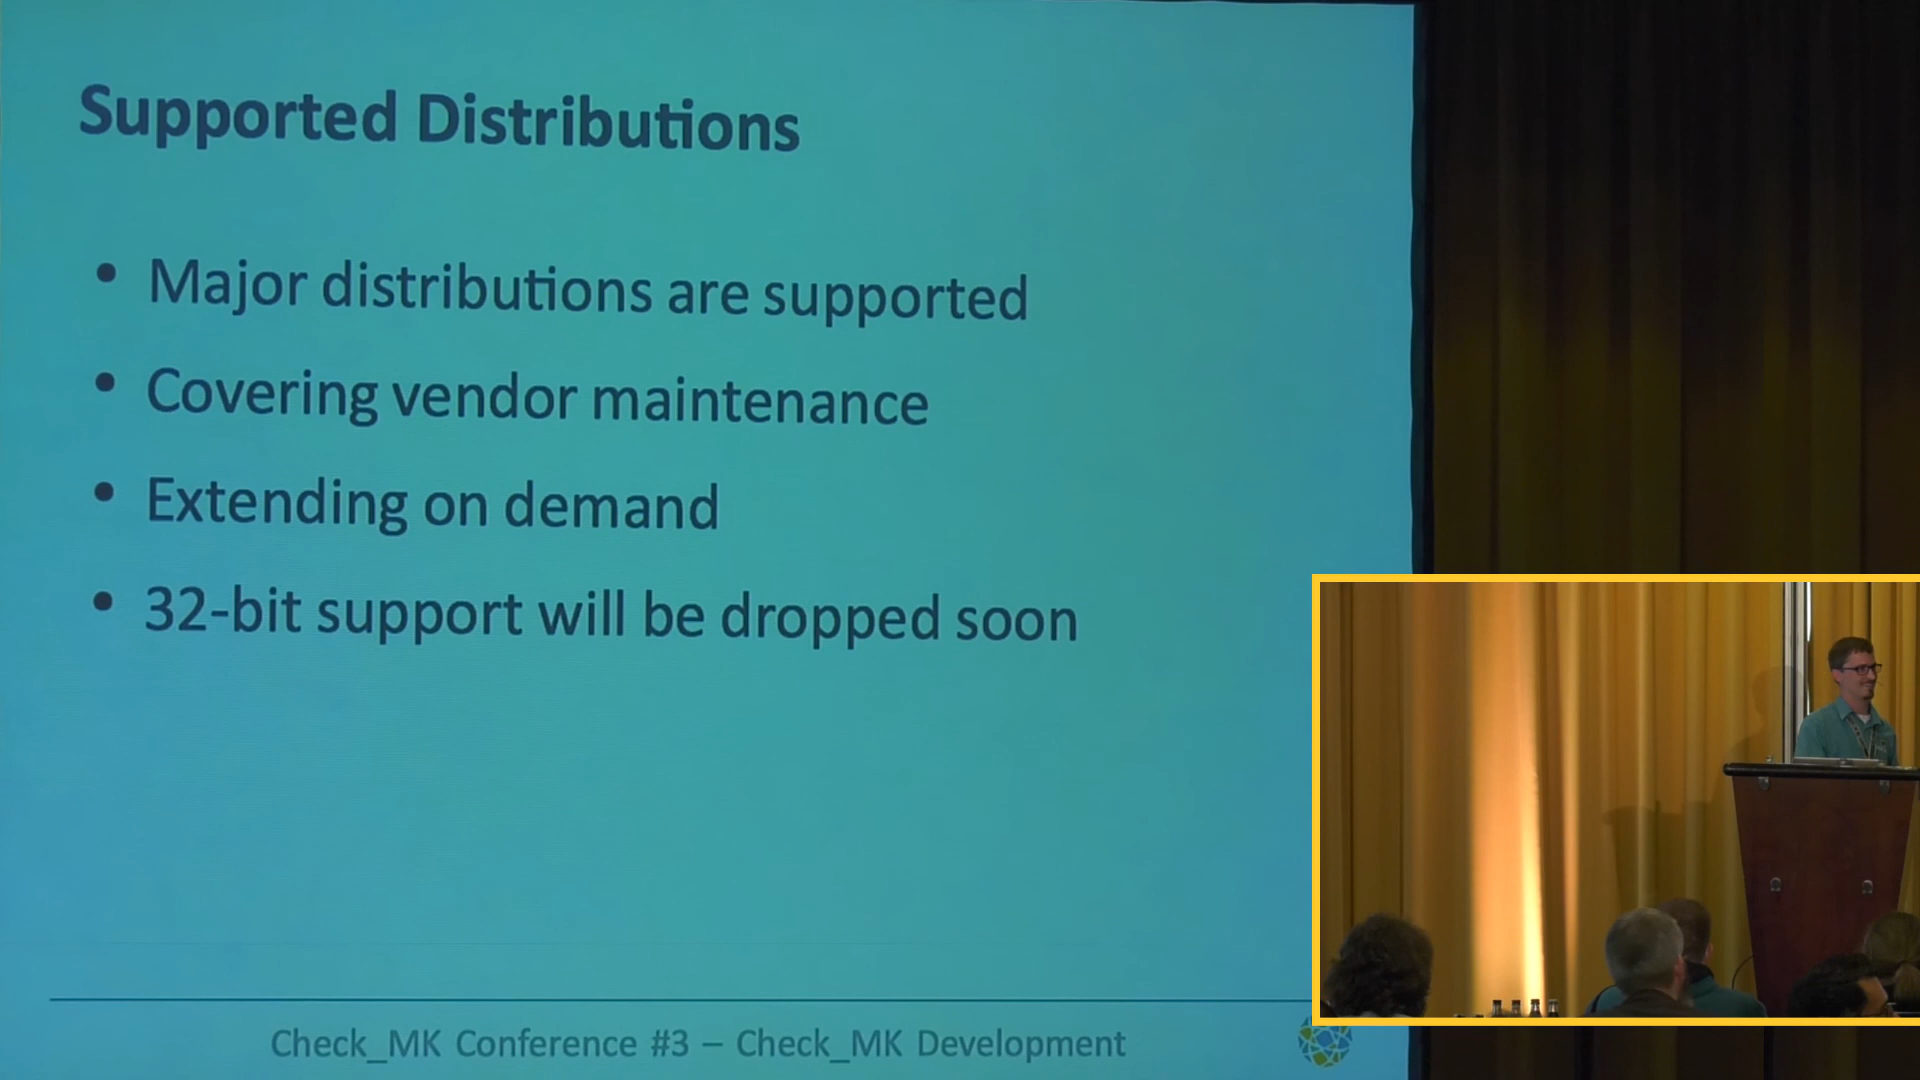 Supported Distributions
• Major distributions are supported
• Covering vendor maintenance
• Extending on demand
• 32-bit support will be dropped soon
Check_MK Conference #3 – Check_MK Development